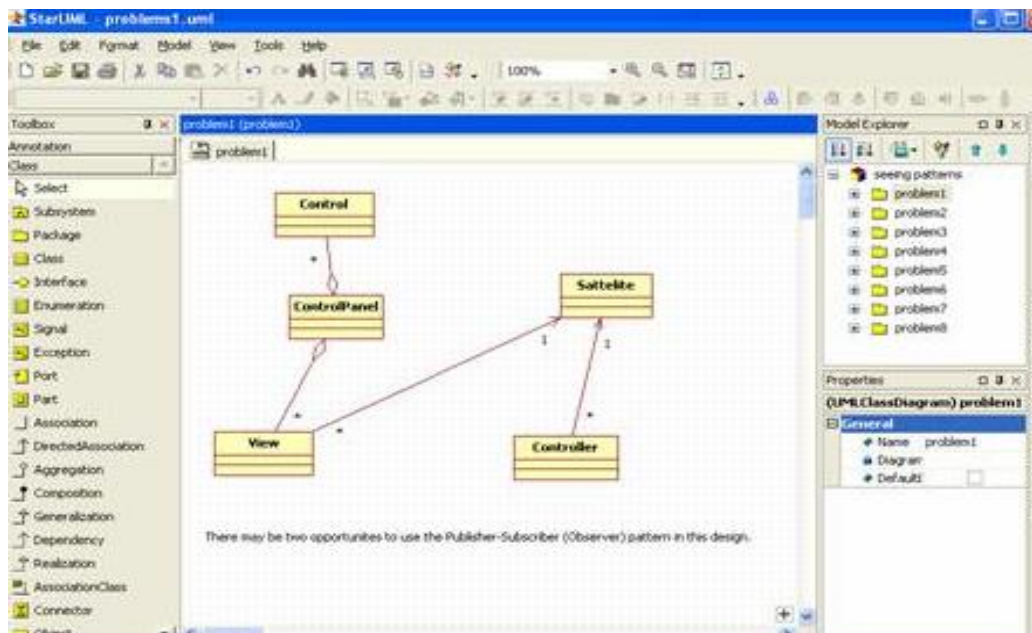 StarUML - problems1.uml
File Edit Format Model View Tools Help
100%
Toolbox
Annotation
Class
Select
Subsystem
Package
Class
Interface
Enumeration
Signal
Exception
Port
Part
Association
DirectedAssociation
Aggregation
Composition
Generalization
Dependency
Realization
AssociationClass
Connector
Object
problem1 (problem1)
problem1
Control
*
ControlPanel
Sattelite
1
1
*
*
*
View
Controller
There may be two opportunites to use the Publisher-Subscriber (Observer) pattern in this design.
Model Explorer
seeing patterns
problem1
problem2
problem3
problem4
problem5
problem6
problem7
problem8
Properties
(UMLClassDiagram) problem1
General
Name problem1
Diagram
Default